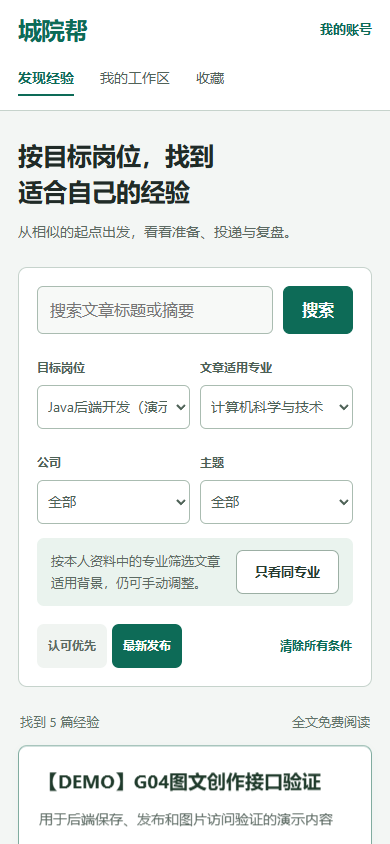 城院帮
我的账号
发现经验 我的工作区 收藏
按目标岗位，找到
适合自己的经验
从相似的起点出发，看看准备、投递与复盘。
搜索文章标题或摘要 搜索
目标岗位 文章适用专业
Java后端开发（演示 计算机科学与技术
公司 主题
全部 全部
按本人资料中的专业筛选文章
适用背景，仍可手动调整。
只看同专业
认可优先 最新发布 清除所有条件
找到 5 篇经验 全文免费阅读
【DEMO】G04图文创作接口验证
用于后端保存、发布和图片访问验证的演示内容